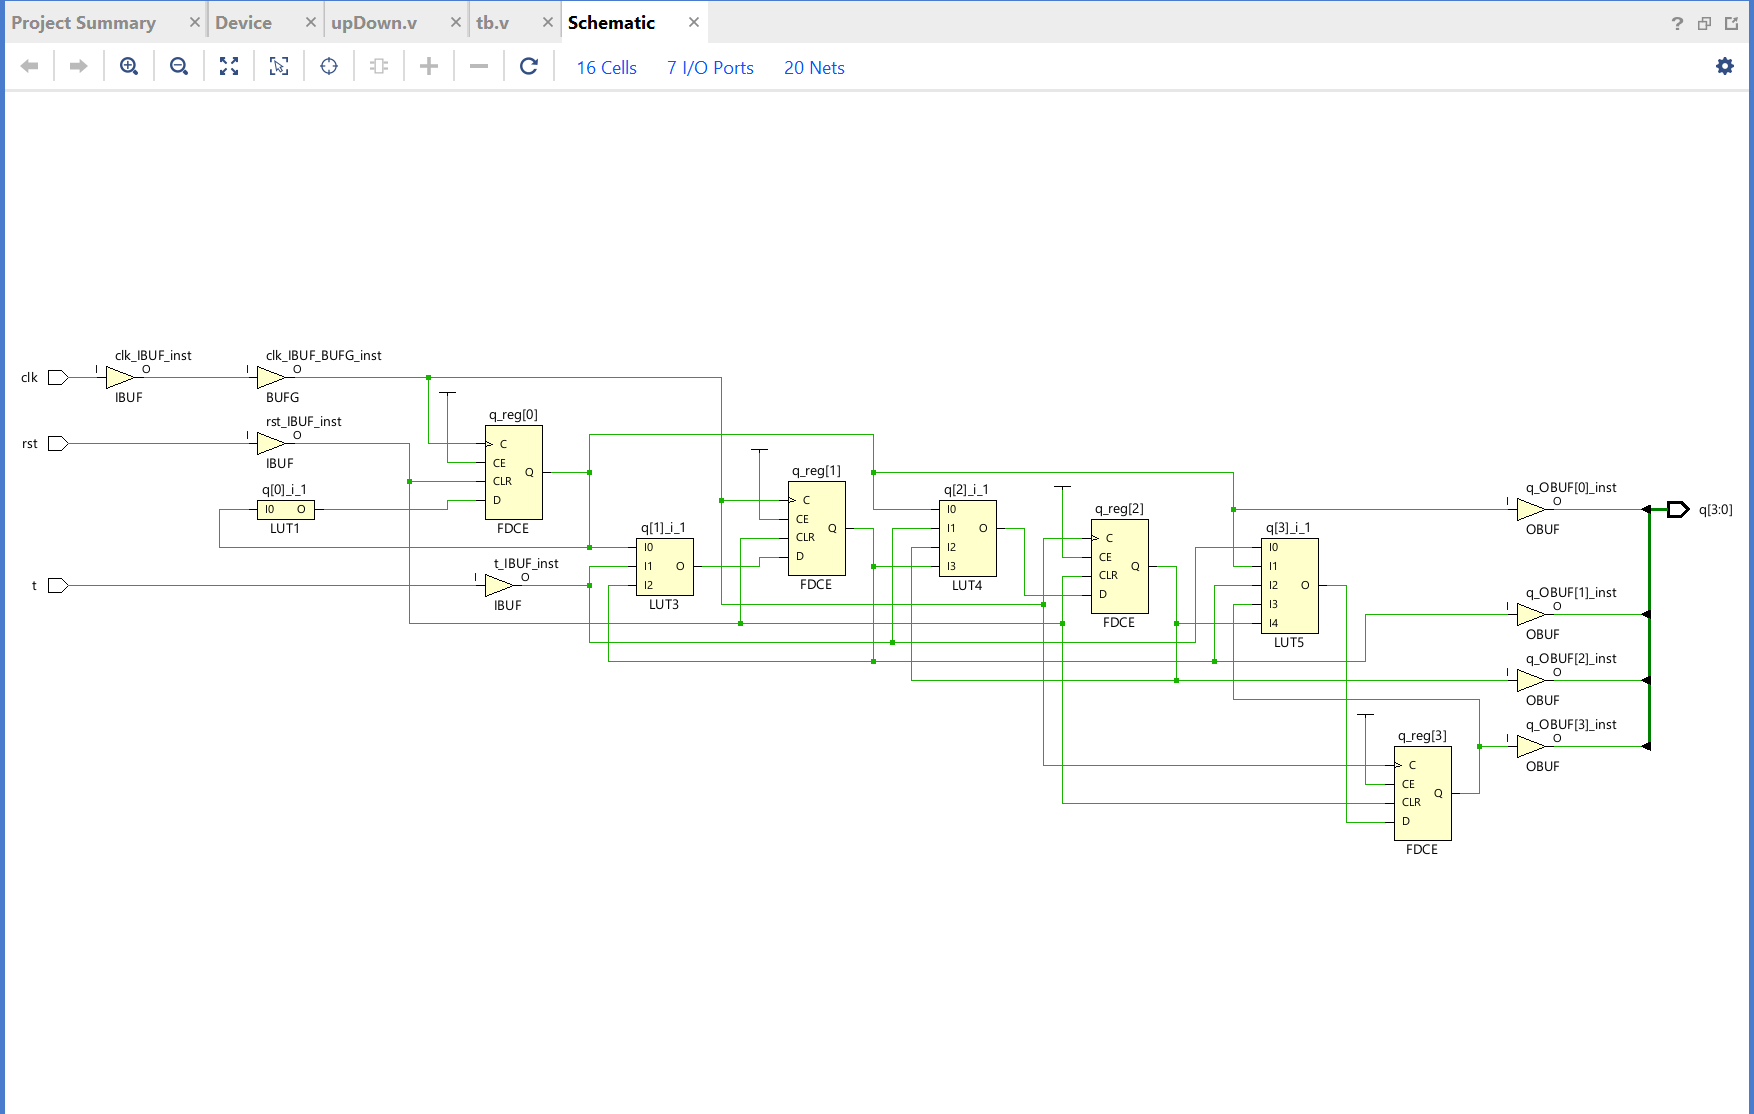 Project Summary × Device × upDown.v × tb.v × Schematic × ?
16 Cells 7 I/O Ports 20 Nets
clk
I
clk_IBUF_inst
O
IBUF
I
clk_IBUF_BUFG_inst
O
BUFG
rst
I
rst_IBUF_inst
O
IBUF
q[0]_i_1
I0 O
LUT1
t
I
t_IBUF_inst
O
IBUF
q_reg[0]
C
CE
CLR
D
Q
FDCE
q[1]_i_1
I0
I1
I2
O
LUT3
q_reg[1]
C
CE
CLR
D
Q
FDCE
q[2]_i_1
I0
I1
I2
I3
O
LUT4
q_reg[2]
C
CE
CLR
D
Q
FDCE
q[3]_i_1
I0
I1
I2
I3
I4
O
LUT5
q_reg[3]
C
CE
CLR
D
Q
FDCE
q_OBUF[0]_inst
I
O
OBUF
q_OBUF[1]_inst
I
O
OBUF
q_OBUF[2]_inst
I
O
OBUF
q_OBUF[3]_inst
I
O
OBUF
q[3:0]